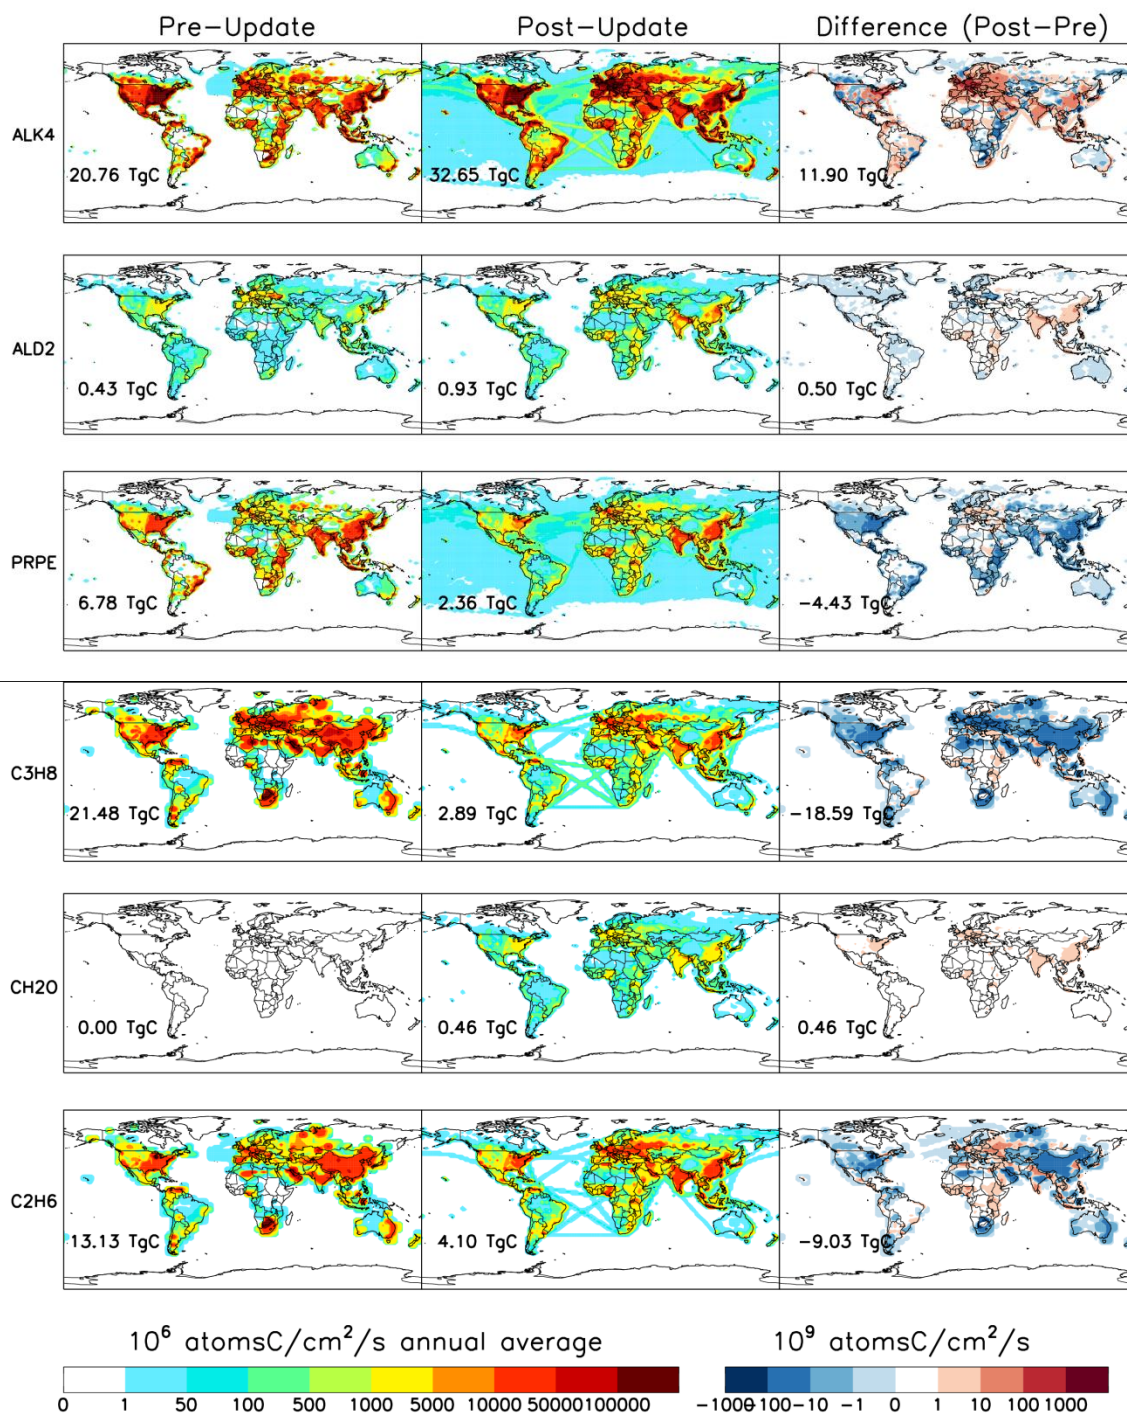 Pre-Update Post-Update Difference (Post-Pre)
ALK4
20.76 TgC 32.65 TgC 11.90 TgC
ALD2
0.43 TgC 0.93 TgC 0.50 TgC
PRPE
6.78 TgC 2.36 TgC -4.43 TgC
C3H8
21.48 TgC 2.89 TgC -18.59 TgC
CH2O
0.00 TgC 0.46 TgC 0.46 TgC
C2H6
13.13 TgC 4.10 TgC -9.03 TgC
10⁶ atomsC/cm²/s annual average 10⁹ atomsC/cm²/s
0 1 50 100 500 1000 5000 10000 50000 100000 -1000 -100 -10 -1 0 1 10 100 1000